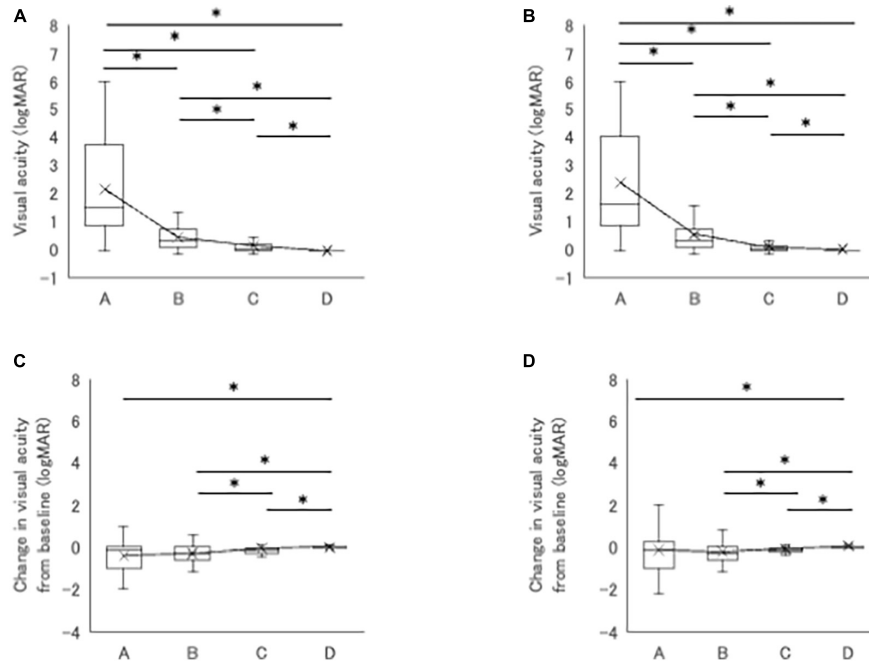 A
8
7
6
5
4
3
2
1
0
−1
Visual acuity (logMAR)
* * * * * *
A B C D
B
8
7
6
5
4
3
2
1
0
−1
Visual acuity (logMAR)
* * * * * *
A B C D
C
8
6
4
2
0
−2
−4
Change in visual acuity
from baseline (logMAR)
* * * *
A B C D
D
8
6
4
2
0
−2
−4
Change in visual acuity
from baseline (logMAR)
* * * *
A B C D